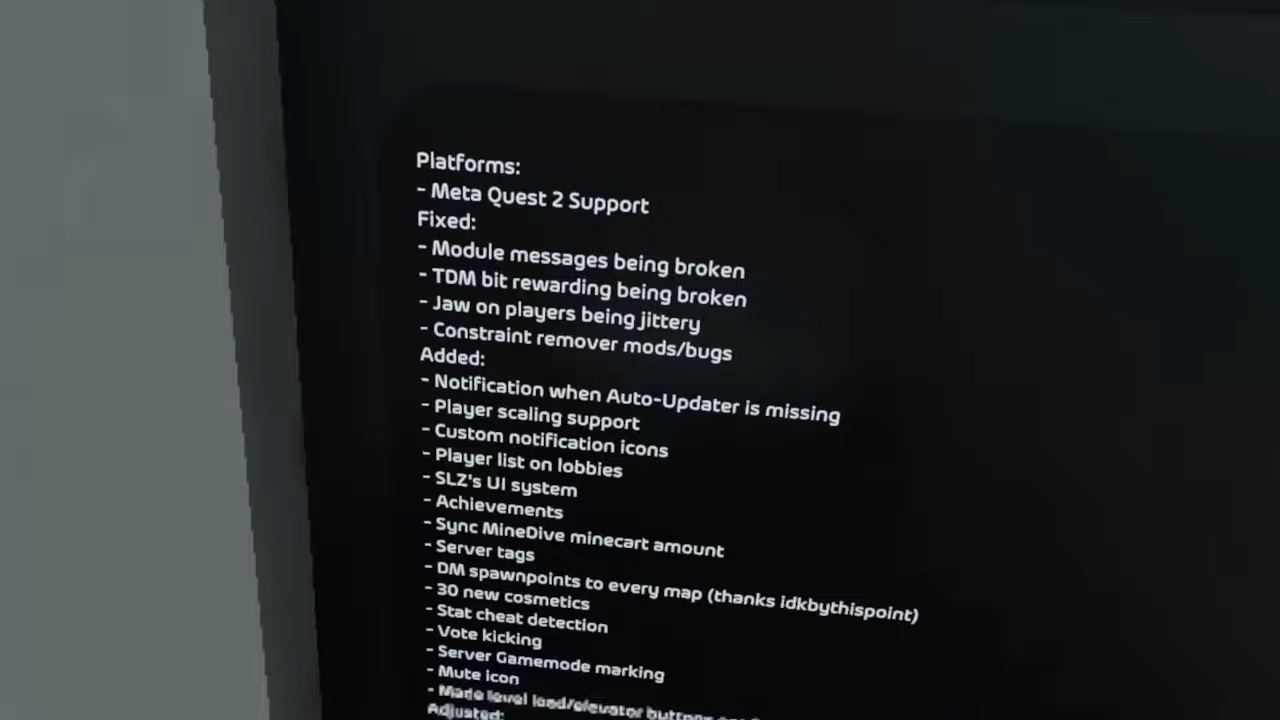 Platforms:
- Meta Quest 2 Support
Fixed:
- Module messages being broken
- TDM bit rewarding being broken
- Jaw on players being jittery
- Constraint remover mods/bugs
Added:
- Notification when Auto-Updater is missing
- Player scaling support
- Custom notification icons
- Player list on lobbies
- SLZ's UI system
- Achievements
- Sync MineDive minecart amount
- Server tags
- DM spawnpoints to every map (thanks idkbythispoint)
- 30 new cosmetics
- Stat cheat detection
- Vote kicking
- Server Gamemode marking
- Mute icon
- Made level load/elevator buttons
Adjusted: